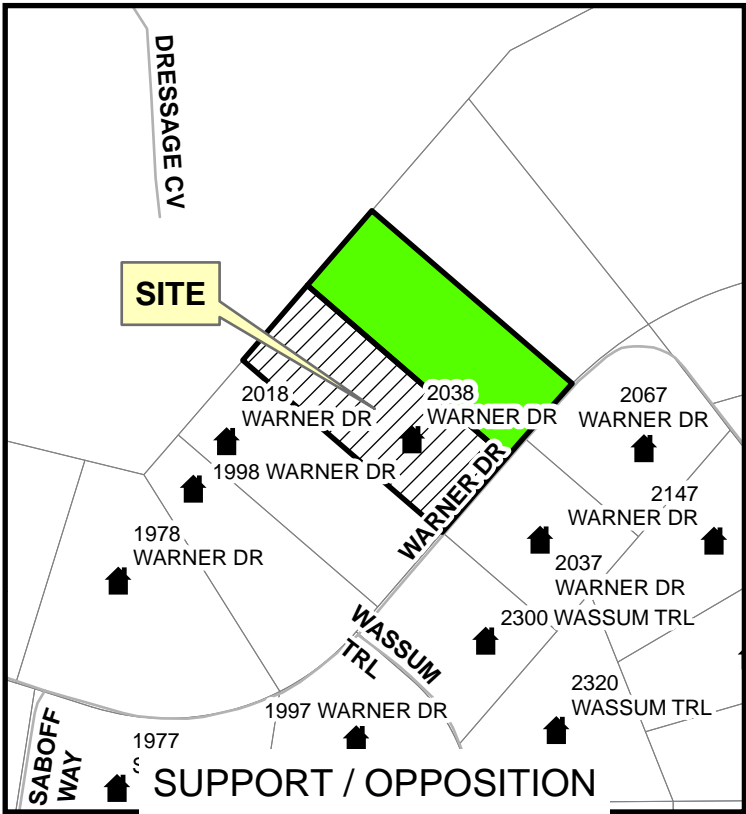 DRESSAGE CV
SITE
2018
WARNER DR
2038
WARNER DR
2067
WARNER DR
1998 WARNER DR
WARNER DR
2147
WARNER DR
1978
WARNER DR
2037
WARNER DR
2300 WASSUM TRL
WASSUM
TRL
2320
WASSUM TRL
1997 WARNER DR
SABOFF
WAY
1977
SUPPORT / OPPOSITION